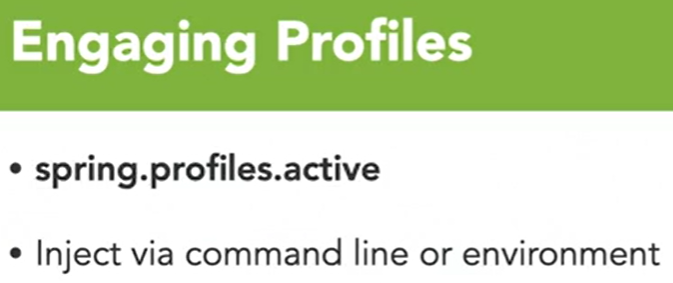 Engaging Profiles
• spring.profiles.active
• Inject via command line or environment